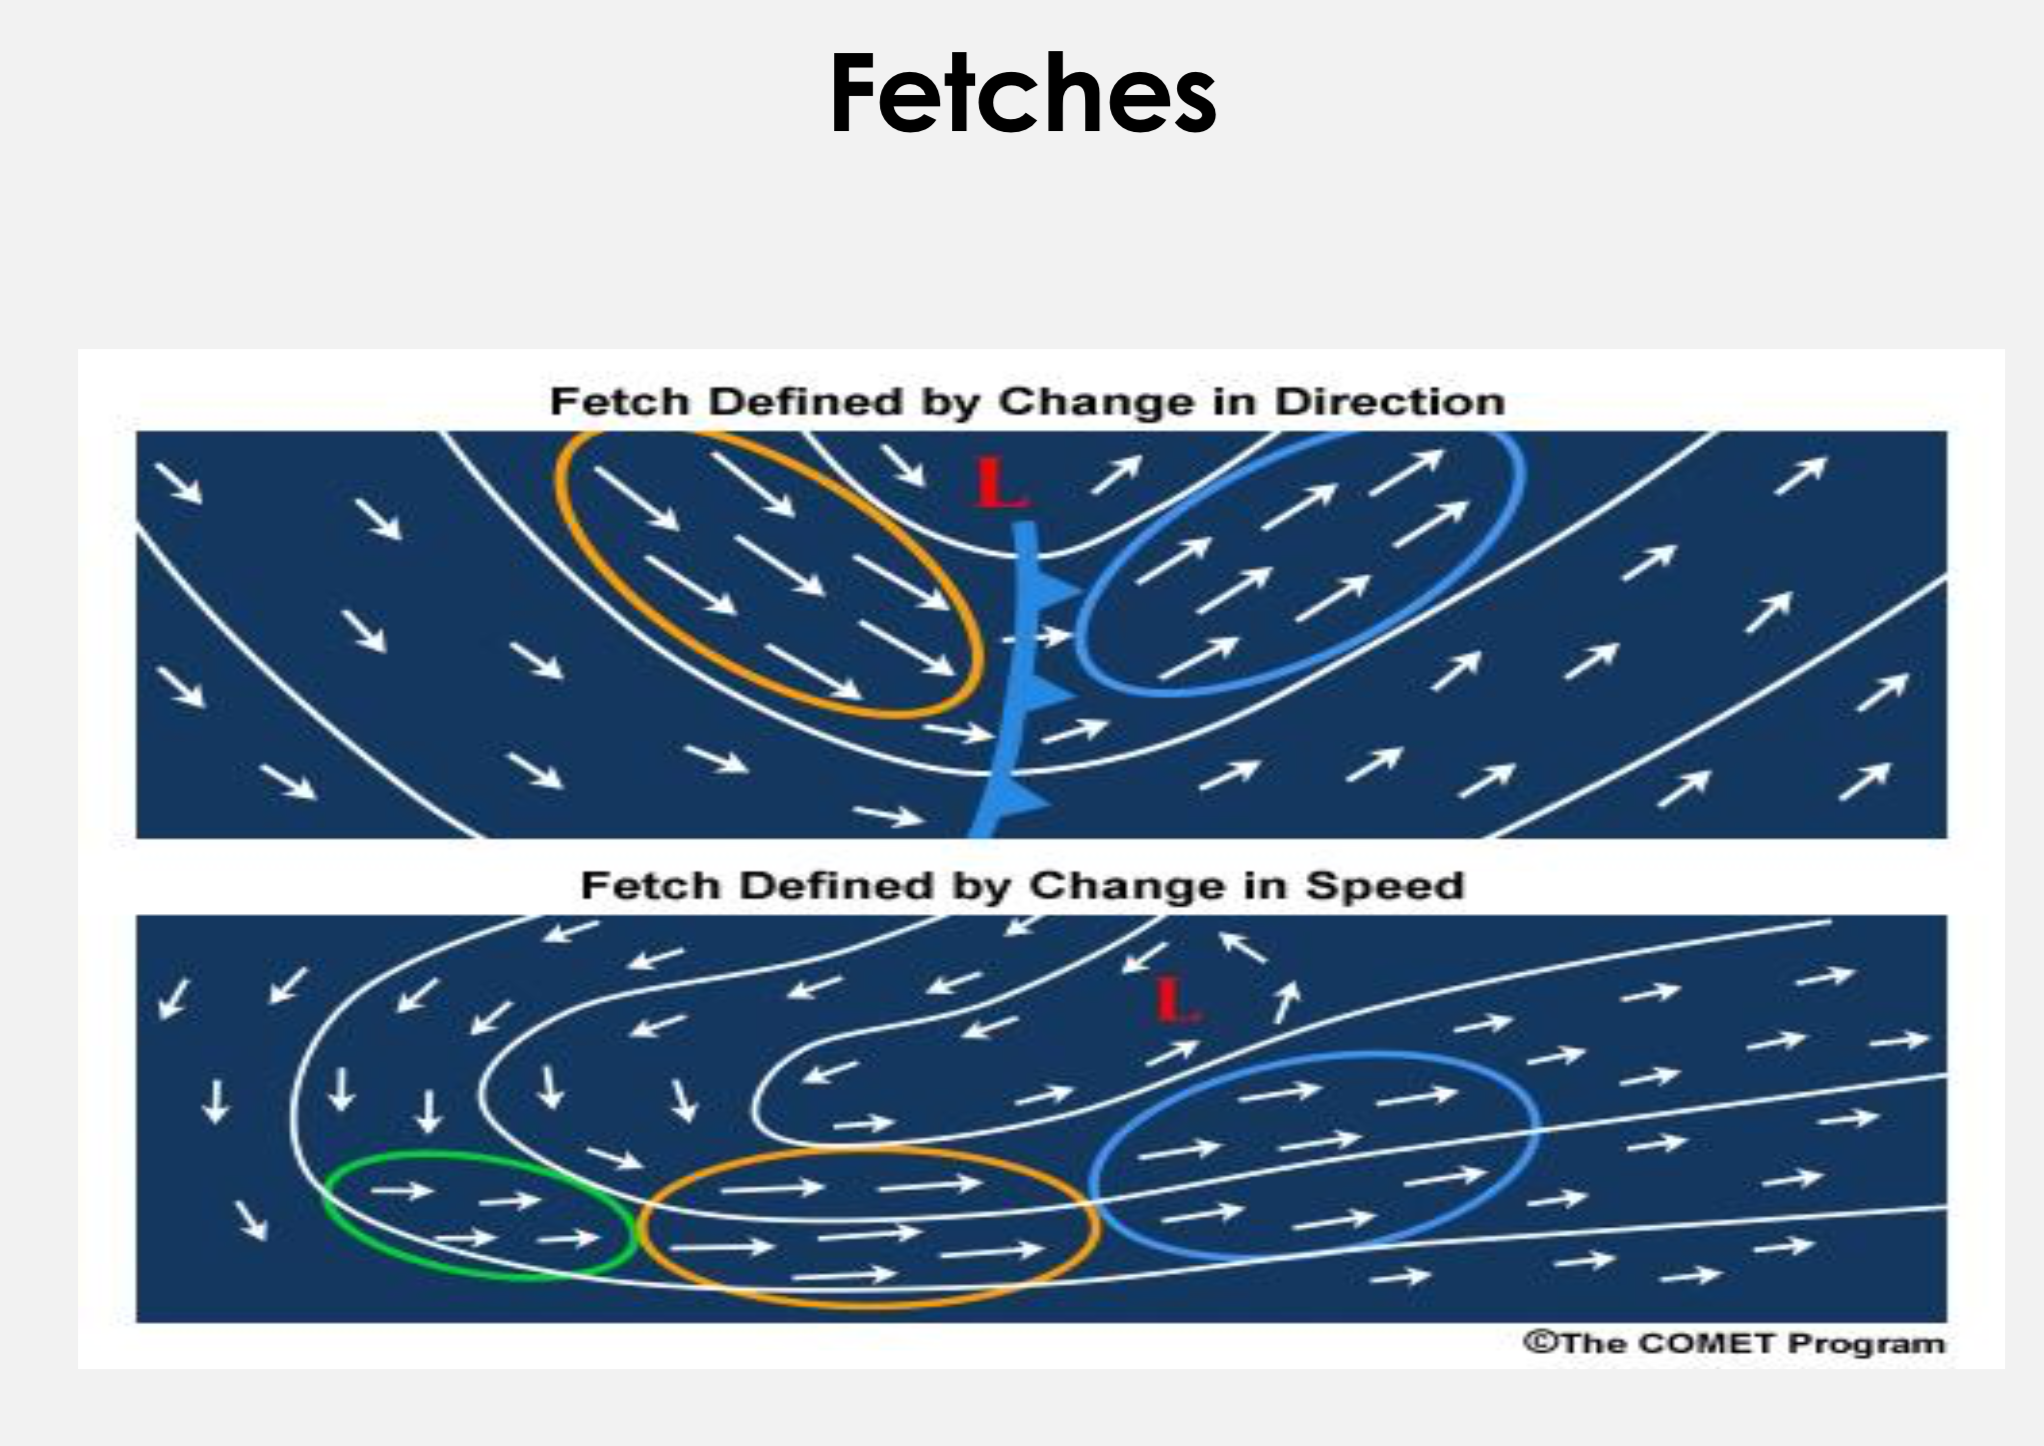 Fetches
Fetch Defined by Change in Direction
L
Fetch Defined by Change in Speed
L
©The COMET Program